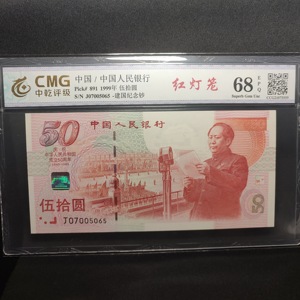 CMG
中乾评级
中国 / 中国人民银行
Pick# 891 1999年 伍拾圆
S/N J07005065 -建国纪念钞
红灯笼
68
EPQ
Superb Gem Unc
50
中国人民银行
伍拾圆
J07005065
50